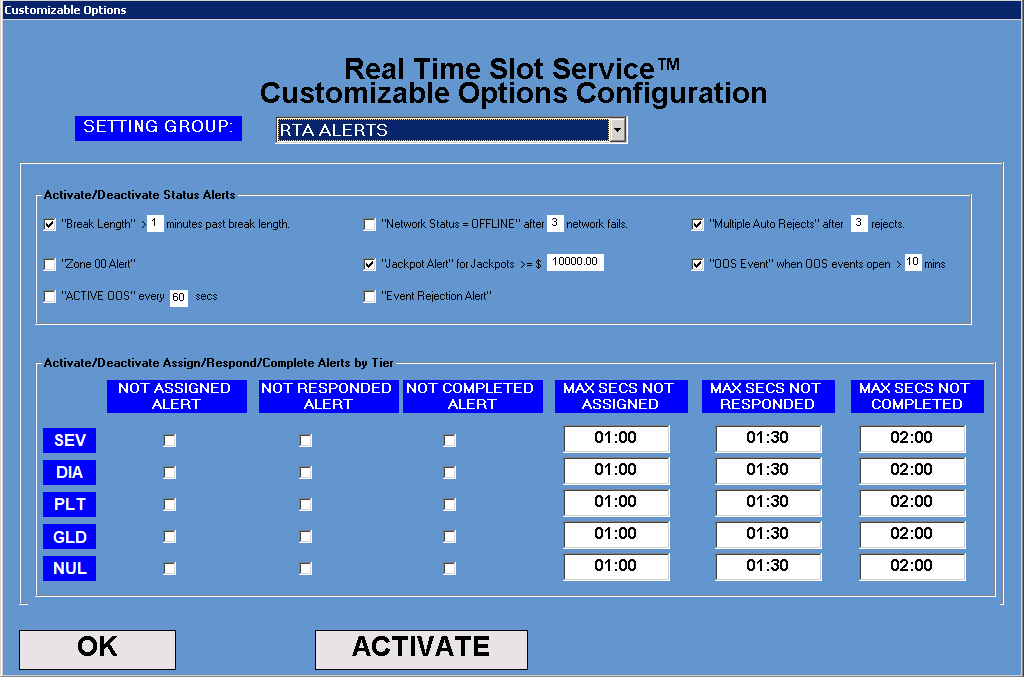 Customizable Options
Real Time Slot Service™
Customizable Options Configuration
SETTING GROUP: RTA ALERTS
Activate/Deactivate Status Alerts
"Break Length" > 1 minutes past break length. "Network Status = OFFLINE" after 3 network fails. "Multiple Auto Rejects" after 3 rejects.
"Zone 00 Alert" "Jackpot Alert" for Jackpots >= $ 10000.00 "OOS Event" when OOS events open > 10 mins
"ACTIVE OOS" every 60 secs "Event Rejection Alert"
Activate/Deactivate Assign/Respond/Complete Alerts by Tier
NOT ASSIGNED ALERT NOT RESPONDED ALERT NOT COMPLETED ALERT MAX SECS NOT ASSIGNED MAX SECS NOT RESPONDED MAX SECS NOT COMPLETED
SEV 01:00 01:30 02:00
DIA 01:00 01:30 02:00
PLT 01:00 01:30 02:00
GLD 01:00 01:30 02:00
NUL 01:00 01:30 02:00
OK ACTIVATE